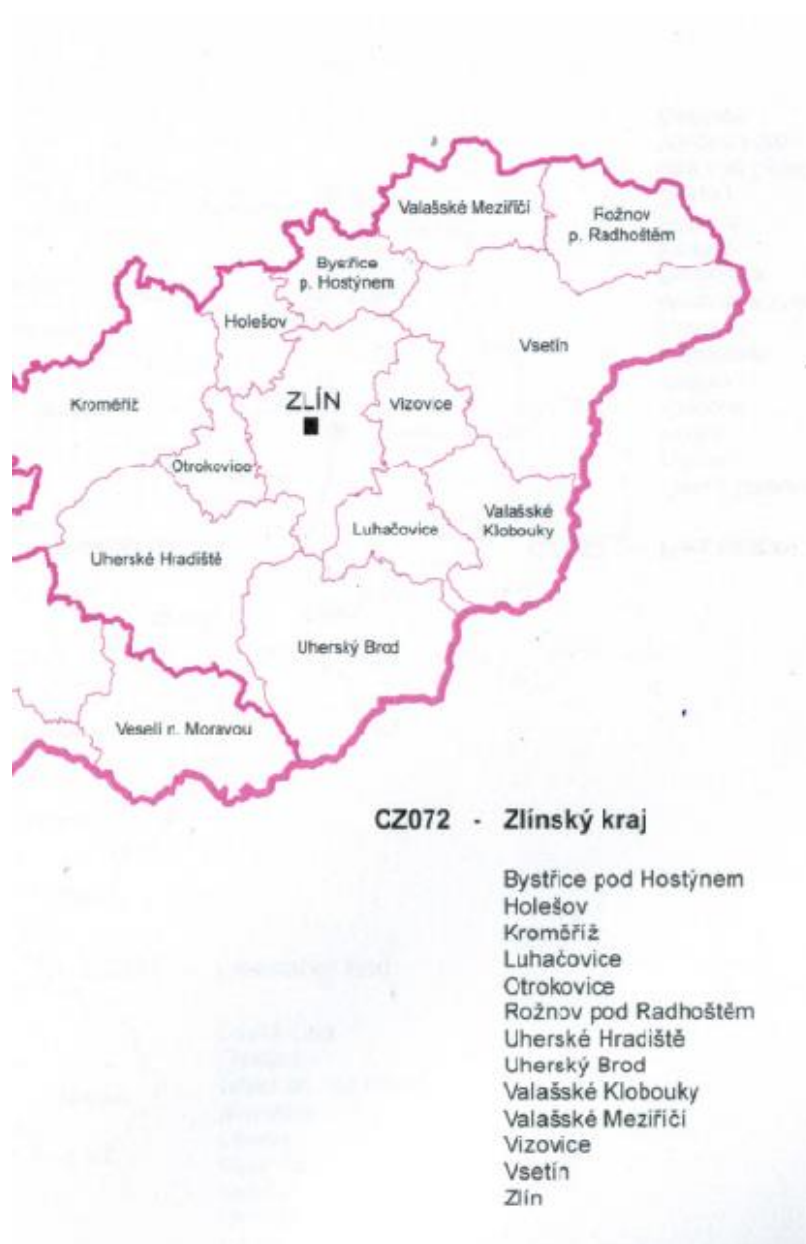 Valašské Meziříčí
Rožnov
p. Radhoštěm
Bystřice
p. Hostýnem
Holešov
Vsetín
Kroměříž
ZLÍN
Vizovice
Otrokovice
Valašské
Klobouky
Luhačovice
Uherské Hradiště
Uherský Brod
Veselí n. Moravou
CZ072 - Zlínský kraj
Bystřice pod Hostýnem
Holešov
Kroměříž
Luhačovice
Otrokovice
Rožnov pod Radhoštěm
Uherské Hradiště
Uherský Brod
Valašské Klobouky
Valašské Meziříčí
Vizovice
Vsetín
Zlín